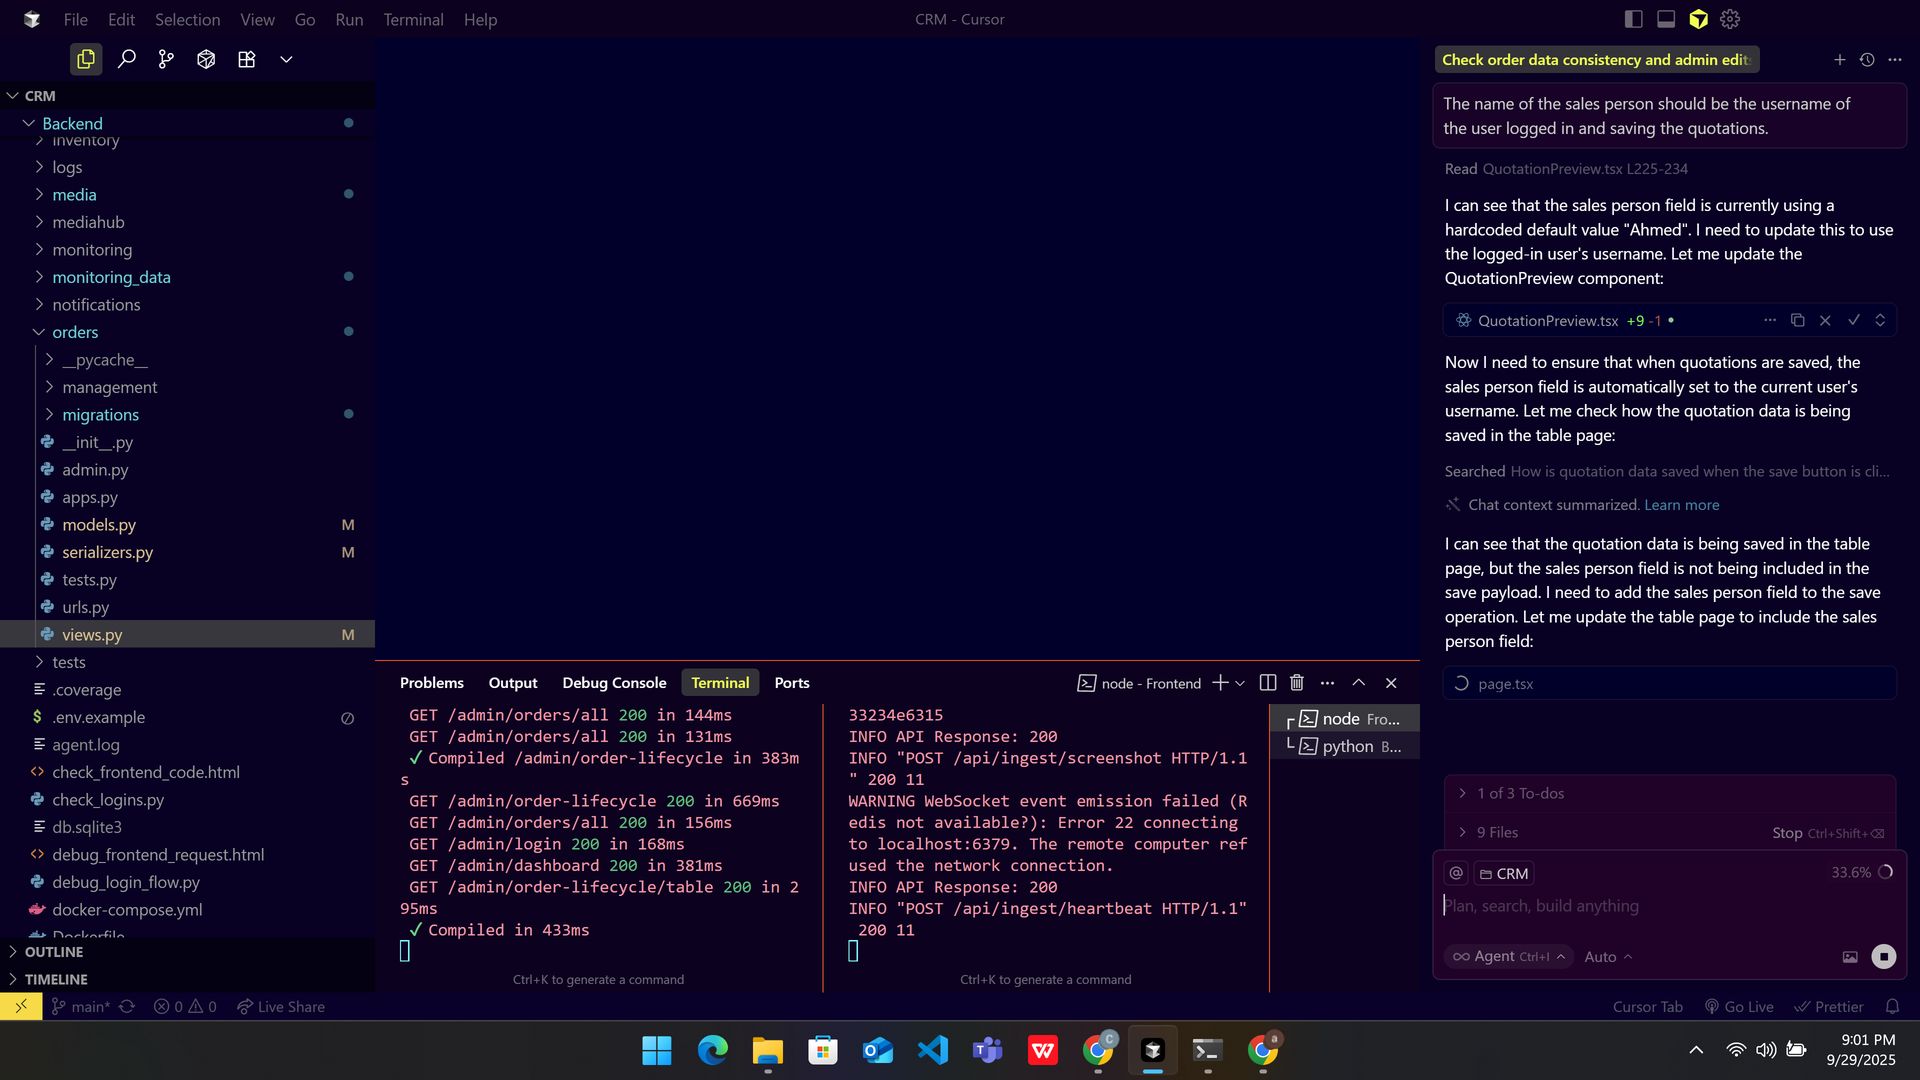 File Edit Selection View Go Run Terminal Help
CRM - Cursor
CRM
Backend
inventory
logs
media
mediahub
monitoring
monitoring_data
notifications
orders
__pycache__
management
migrations
__init__.py
admin.py
apps.py
models.py M
serializers.py M
tests.py
urls.py
views.py M
tests
.coverage
.env.example
agent.log
check_frontend_code.html
check_logins.py
db.sqlite3
debug_frontend_request.html
debug_login_flow.py
docker-compose.yml
Dockerfile
OUTLINE
TIMELINE
Problems Output Debug Console Terminal Ports
node - Frontend
GET /admin/orders/all 200 in 144ms
GET /admin/orders/all 200 in 131ms
✓ Compiled /admin/order-lifecycle in 383m
s
GET /admin/order-lifecycle 200 in 669ms
GET /admin/orders/all 200 in 156ms
GET /admin/login 200 in 168ms
GET /admin/dashboard 200 in 381ms
GET /admin/order-lifecycle/table 200 in 2
95ms
✓ Compiled in 433ms
Ctrl+K to generate a command
33234e6315
INFO API Response: 200
INFO "POST /api/ingest/screenshot HTTP/1.1
" 200 11
WARNING WebSocket event emission failed (R
edis not available?): Error 22 connecting
to localhost:6379. The remote computer ref
used the network connection.
INFO API Response: 200
INFO "POST /api/ingest/heartbeat HTTP/1.1"
200 11
Ctrl+K to generate a command
node Fro...
python B...
Check order data consistency and admin edit
The name of the sales person should be the username of
the user logged in and saving the quotations.
Read QuotationPreview.tsx L225-234
I can see that the sales person field is currently using a
hardcoded default value "Ahmed". I need to update this to use
the logged-in user's username. Let me update the
QuotationPreview component:
QuotationPreview.tsx +9 -1 •
Now I need to ensure that when quotations are saved, the
sales person field is automatically set to the current user's
username. Let me check how the quotation data is being
saved in the table page:
Searched How is quotation data saved when the save button is cli...
Chat context summarized. Learn more
I can see that the quotation data is being saved in the table
page, but the sales person field is not being included in the
save payload. I need to add the sales person field to the save
operation. Let me update the table page to include the sales
person field:
page.tsx
1 of 3 To-dos
9 Files Stop Ctrl+Shift+⌫
@ CRM 33.6%
Plan, search, build anything
∞ Agent Ctrl+I Auto
main* 0 0 Live Share
Cursor Tab Go Live Prettier
9:01 PM
9/29/2025